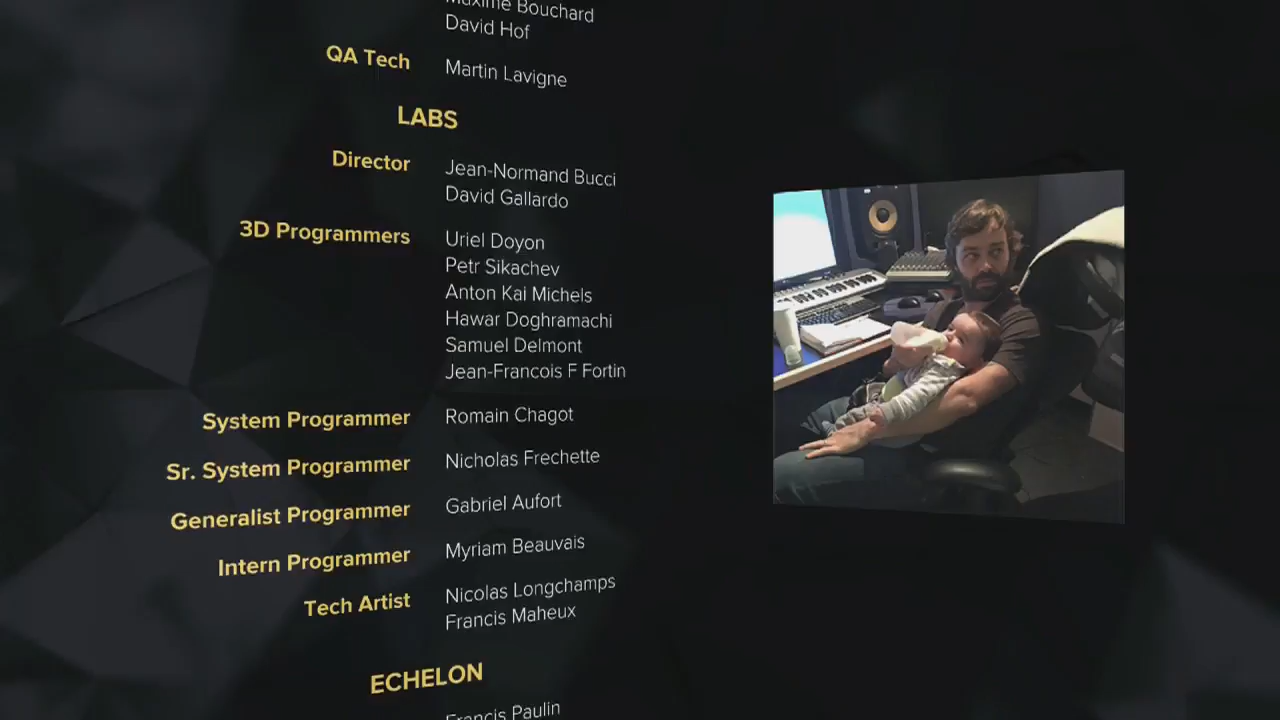 Maxime Bouchard
David Hof
QA Tech Martin Lavigne
LABS
Director Jean-Normand Bucci
David Gallardo
3D Programmers Uriel Doyon
Petr Sikachev
Anton Kai Michels
Hawar Doghramachi
Samuel Delmont
Jean-Francois F Fortin
System Programmer Romain Chagot
Sr. System Programmer Nicholas Frechette
Generalist Programmer Gabriel Aufort
Intern Programmer Myriam Beauvais
Tech Artist Nicolas Longchamps
Francis Maheux
ECHELON
Francis Paulin